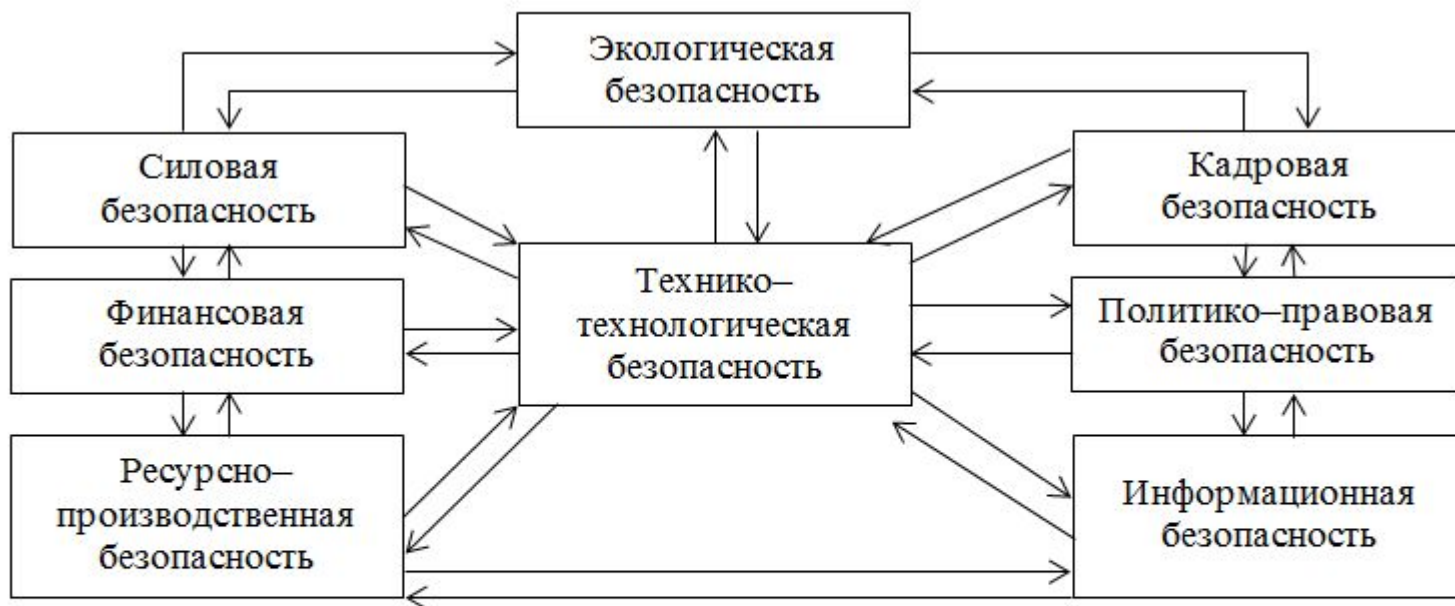 Экологическая
безопасность
Силовая
безопасность
Кадровая
безопасность
Финансовая
безопасность
Технико–
технологическая
безопасность
Политико–правовая
безопасность
Ресурсно–
производственная
безопасность
Информационная
безопасность